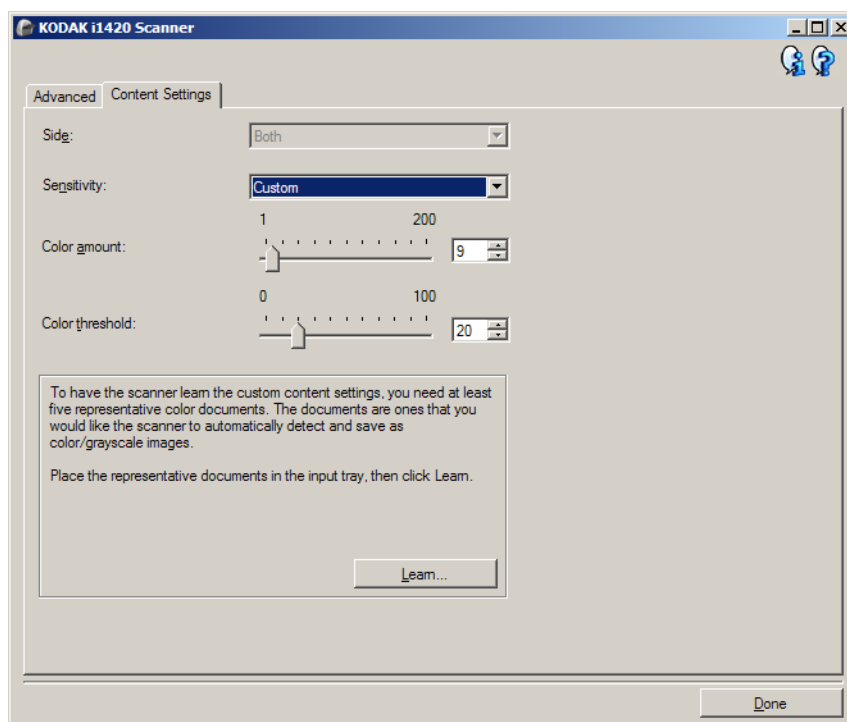 KODAK i1420 Scanner
Advanced
Content Settings
Side:
Both
Sensitivity:
Custom
1 200
Color amount:
9
0 100
Color threshold:
20
To have the scanner learn the custom content settings, you need at least
five representative color documents. The documents are ones that you
would like the scanner to automatically detect and save as
color/grayscale images.
Place the representative documents in the input tray, then click Learn.
Learn...
Done